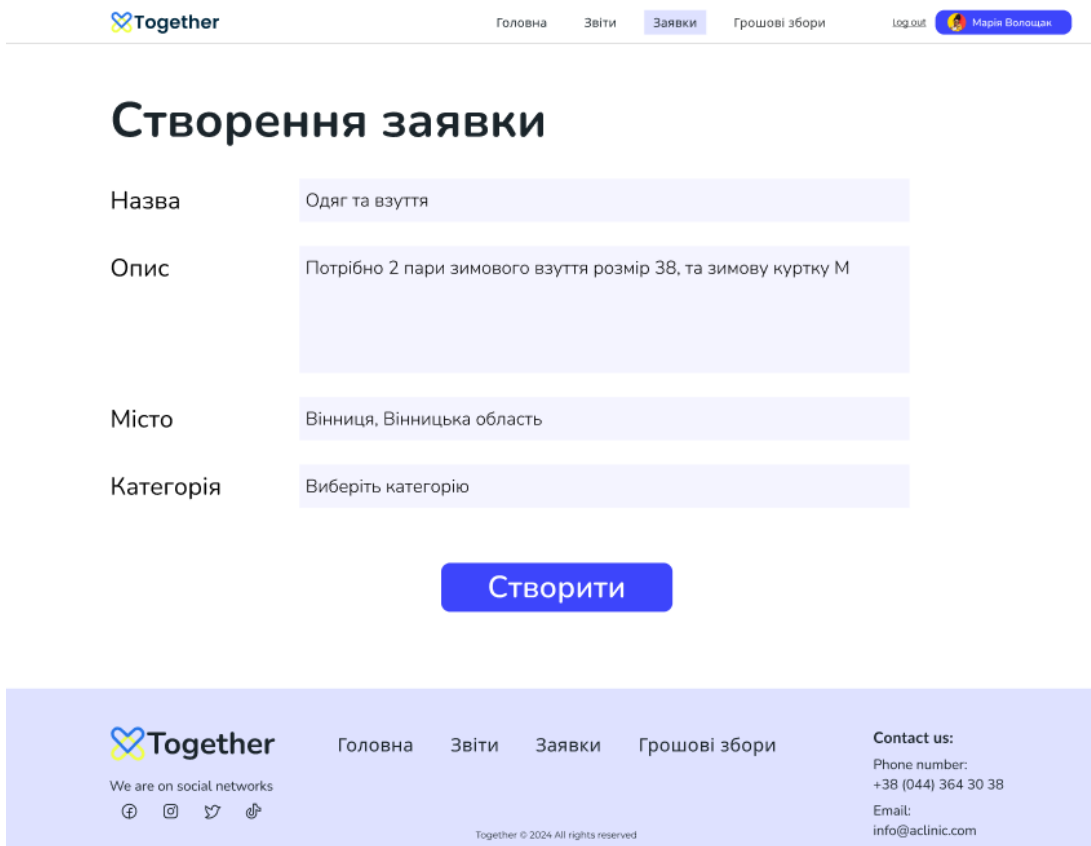 Together
Головна Звіти Заявки Грошові збори Log out Марія Волощак
Створення заявки
Назва
Одяг та взуття
Опис
Потрібно 2 пари зимового взуття розмір 38, та зимову куртку М
Місто
Вінниця, Вінницька область
Категорія
Виберіть категорію
Створити
Together
We are on social networks
Головна Звіти Заявки Грошові збори
Contact us:
Phone number:
+38 (044) 364 30 38
Email:
info@aclinic.com
Together © 2024 All rights reserved